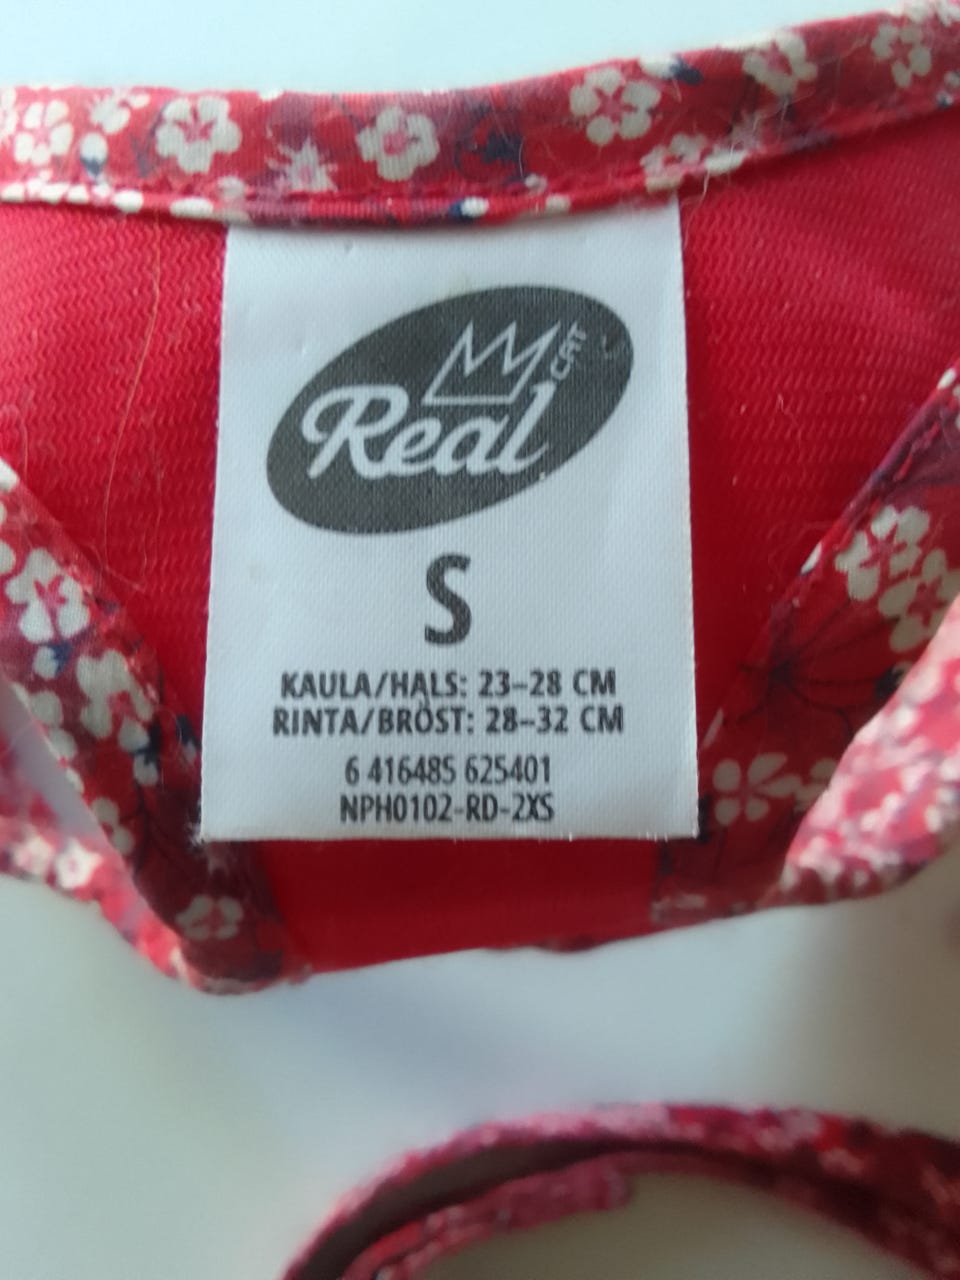 CAT
Real
S
KAULA/HALS: 23–28 CM
RINTA/BRÖST: 28–32 CM
6 416485 625401
NPH0102-RD-2XS